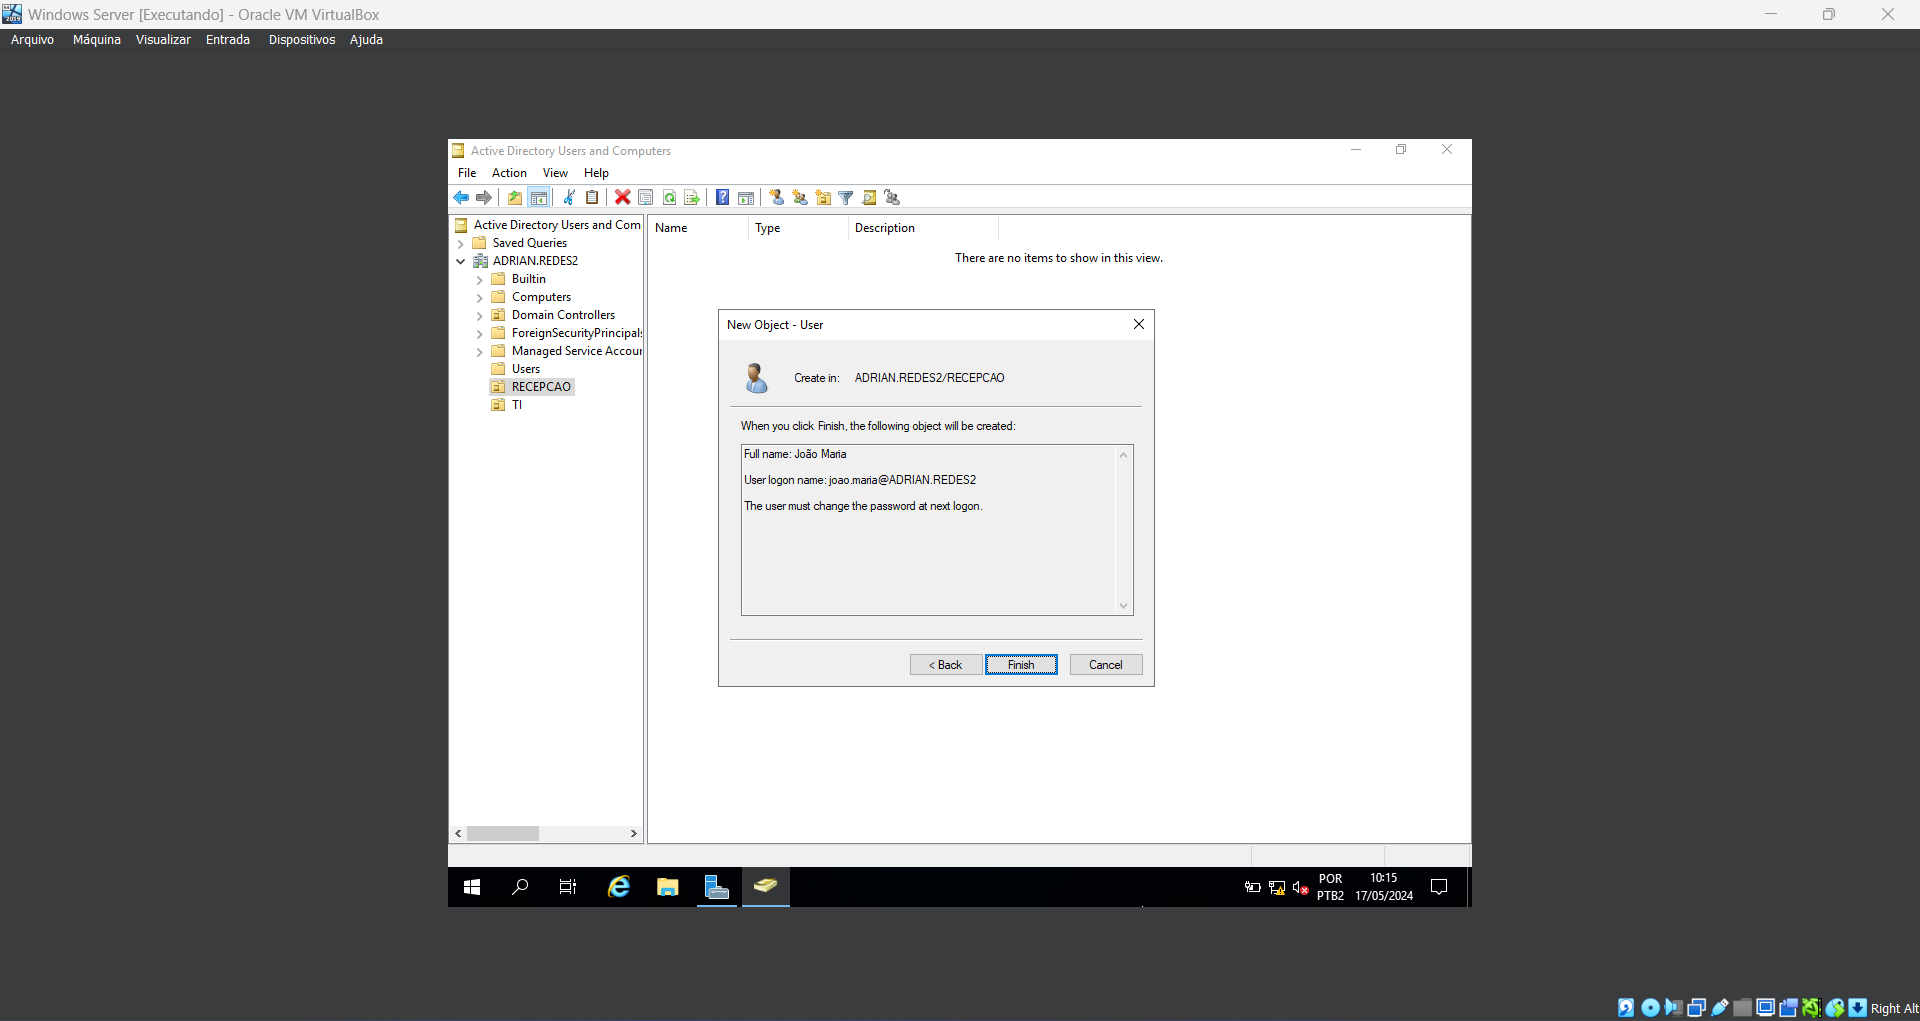 Windows Server [Executando] - Oracle VM VirtualBox
Arquivo Máquina Visualizar Entrada Dispositivos Ajuda
Active Directory Users and Computers
File Action View Help
Active Directory Users and Com
Saved Queries
ADRIAN.REDES2
Builtin
Computers
Domain Controllers
ForeignSecurityPrincipals
Managed Service Accour
Users
RECEPCAO
TI
Name Type Description
There are no items to show in this view.
New Object - User
Create in: ADRIAN.REDES2/RECEPCAO
When you click Finish, the following object will be created:
Full name: João Maria
User logon name: joao.maria@ADRIAN.REDES2
The user must change the password at next logon.
< Back Finish Cancel
POR
PTB2
10:15
17/05/2024
Right Alt